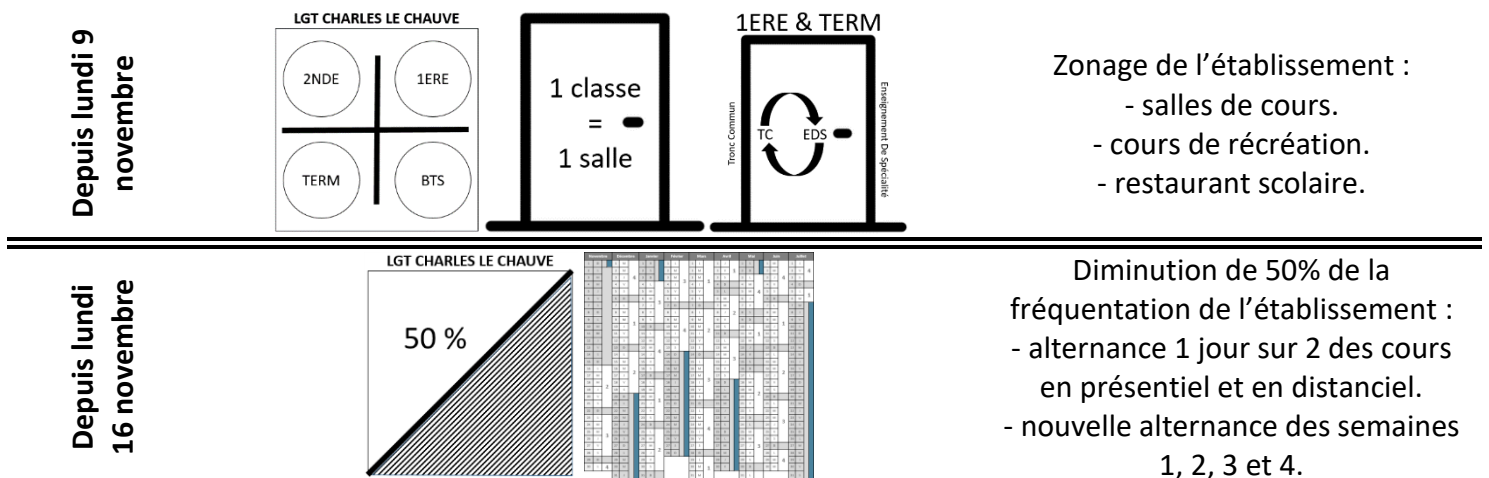 Depuis lundi 9
novembre
LGT CHARLES LE CHAUVE
2NDE
1ERE
TERM
BTS
1 classe
=
1 salle
1ERE & TERM
Tronc Commun
TC
EDS
Enseignement De Spécialité
Zonage de l’établissement :
- salles de cours.
- cours de récréation.
- restaurant scolaire.
Depuis lundi
16 novembre
LGT CHARLES LE CHAUVE
50 %
Diminution de 50% de la
fréquentation de l’établissement :
- alternance 1 jour sur 2 des cours
en présentiel et en distanciel.
- nouvelle alternance des semaines
1, 2, 3 et 4.